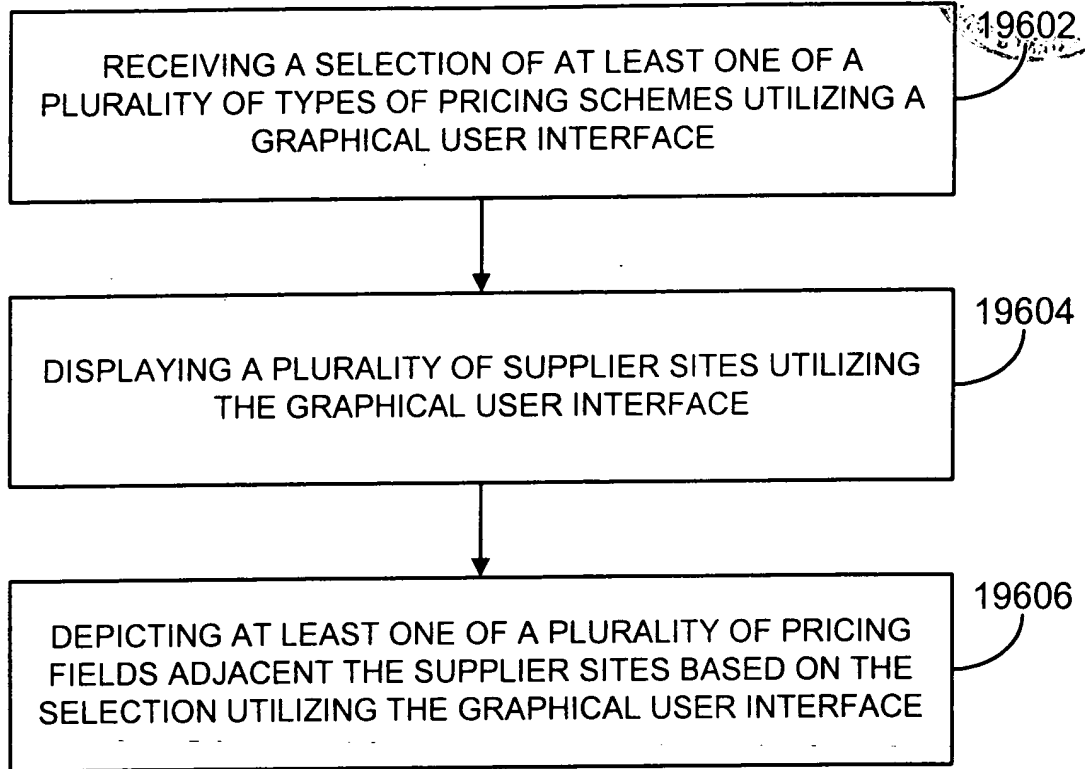 19602
RECEIVING A SELECTION OF AT LEAST ONE OF A
PLURALITY OF TYPES OF PRICING SCHEMES UTILIZING A
GRAPHICAL USER INTERFACE
19604
DISPLAYING A PLURALITY OF SUPPLIER SITES UTILIZING
THE GRAPHICAL USER INTERFACE
19606
DEPICTING AT LEAST ONE OF A PLURALITY OF PRICING
FIELDS ADJACENT THE SUPPLIER SITES BASED ON THE
SELECTION UTILIZING THE GRAPHICAL USER INTERFACE